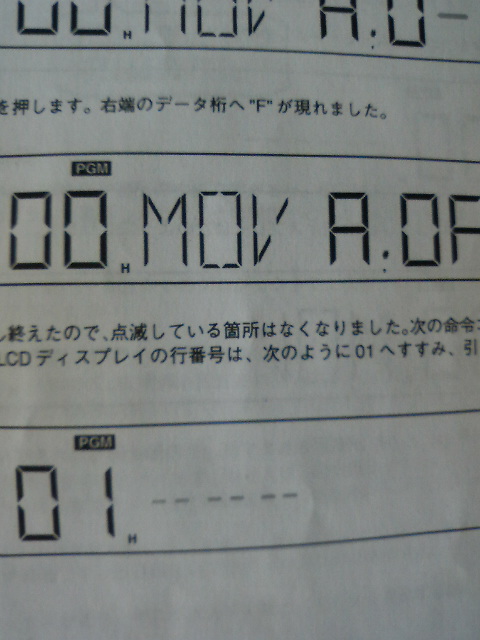 00 H MOV A.0-
を押します。右端のデータ桁へ"F"が現れました。
PGM
00 H MOV A.0F
し終えたので、点滅している箇所はなくなりました。次の命令
LCDディスプレイの行番号は、次のように01へすすみ、引
PGM
01 H -----